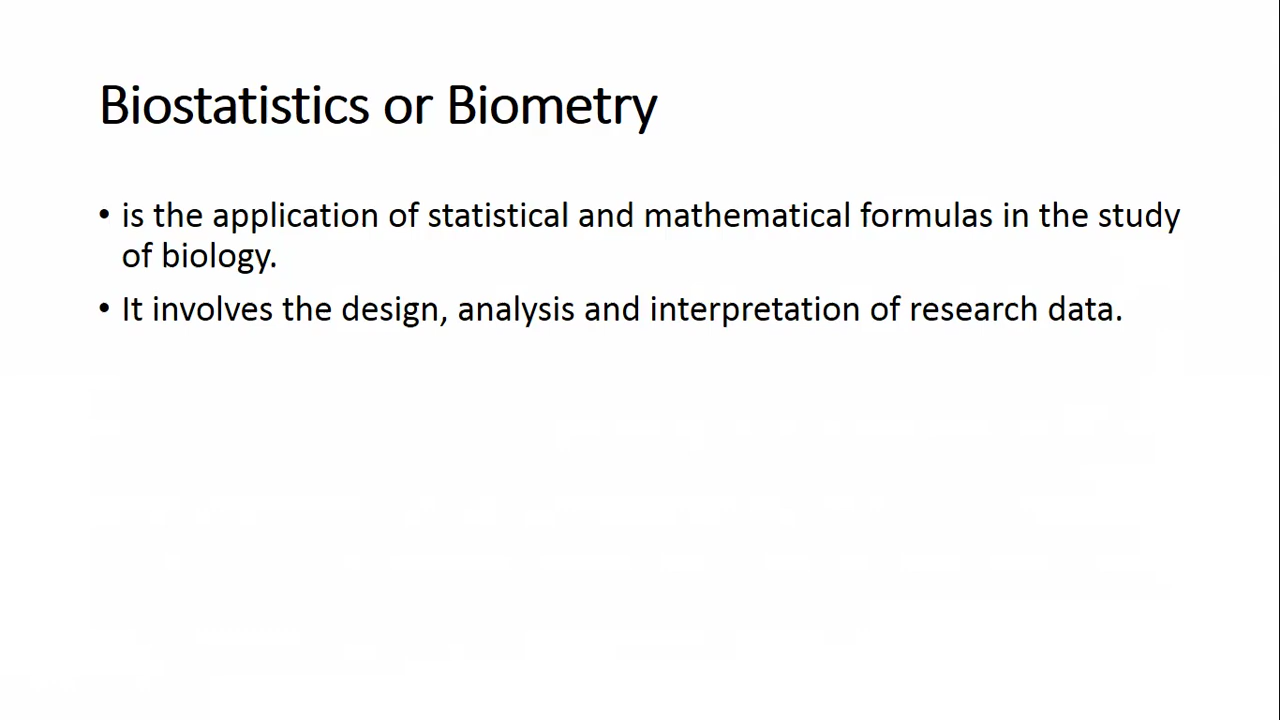 Biostatistics or Biometry
• is the application of statistical and mathematical formulas in the study
of biology.
• It involves the design, analysis and interpretation of research data.